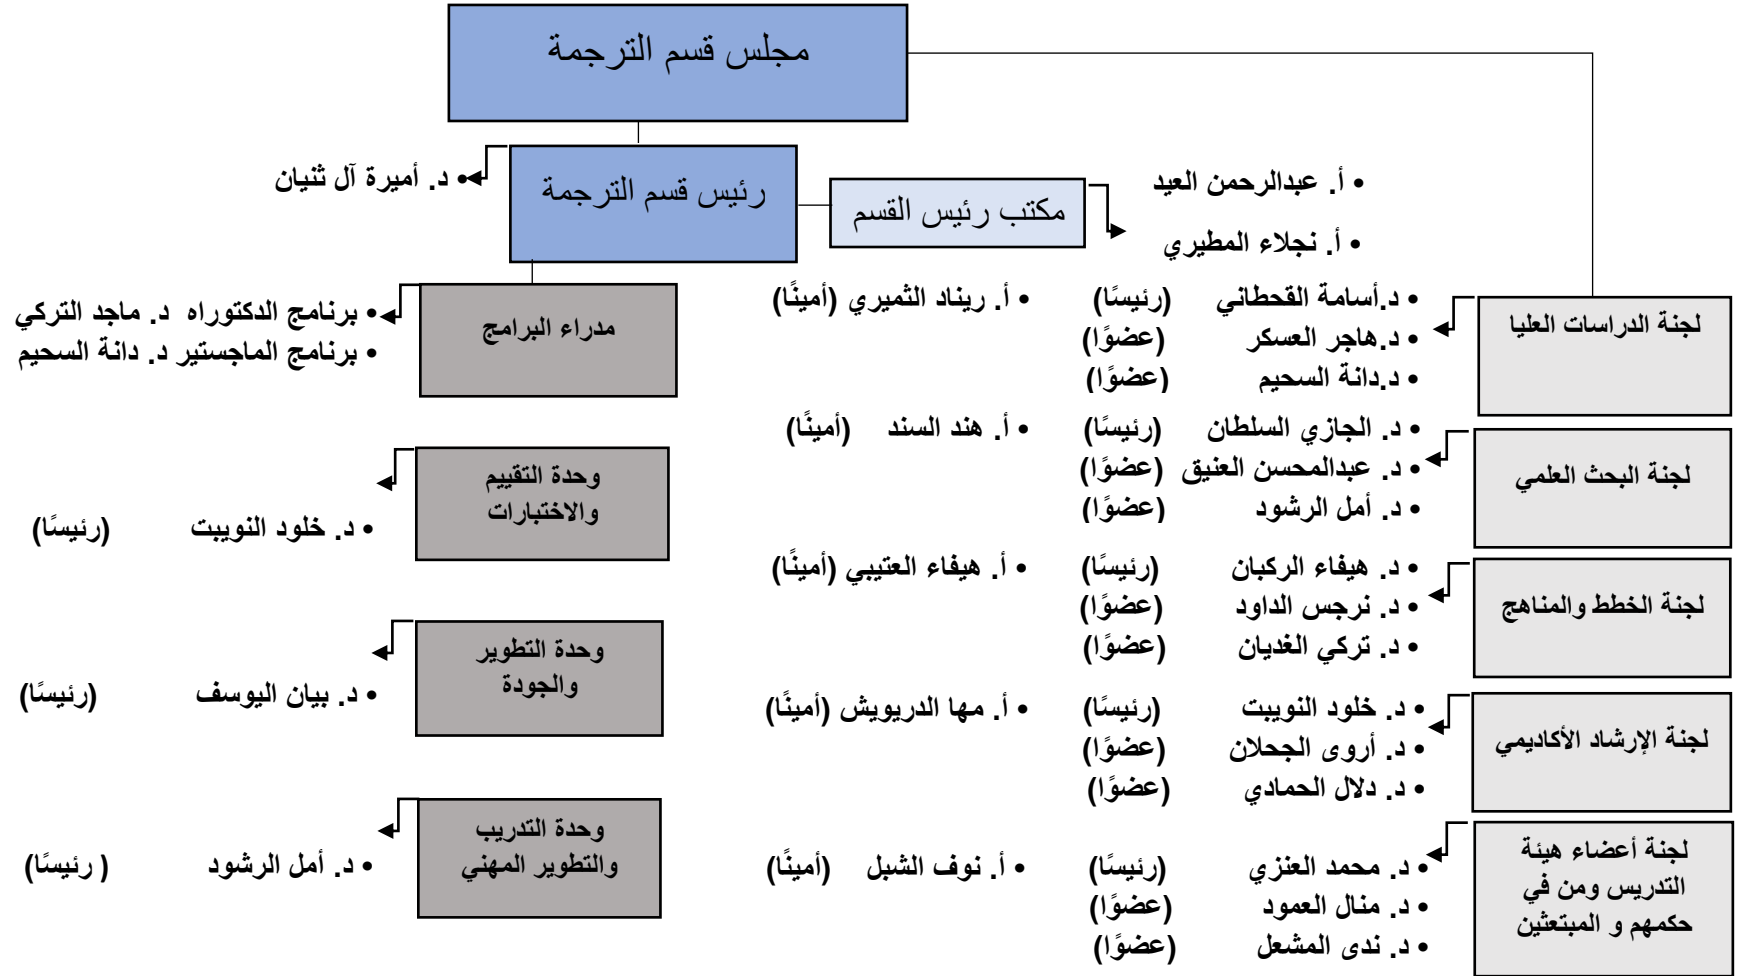 مجلس قسم الترجمة
رئيس قسم الترجمة
• د. أميرة آل ثنيان
مكتب رئيس القسم
• أ. عبدالرحمن العيد
• أ. نجلاء المطيري
لجنة الدراسات العليا
• د.أسامة القحطاني (رئيسًا) • أ. ريناد الثميري (أمينًا)
• د.هاجر العسكر (عضوًا)
• د.دانة السحيم (عضوًا)
لجنة البحث العلمي
• د. الجازي السلطان (رئيسًا) • أ. هند السند (أمينًا)
• د. عبدالمحسن العنيق (عضوًا)
• د. أمل الرشود (عضوًا)
لجنة الخطط والمناهج
• د. هيفاء الركبان (رئيسًا) • أ. هيفاء العتيبي (أمينًا)
• د. نرجس الداود (عضوًا)
• د. تركي الغديان (عضوًا)
لجنة الإرشاد الأكاديمي
• د. خلود النويبت (رئيسًا) • أ. مها الدريويش (أمينًا)
• د. أروى الجحلان (عضوًا)
• د. دلال الحمادي (عضوًا)
لجنة أعضاء هيئة
التدريس ومن في
حكمهم و المبتعثين
• د. محمد العنزي (رئيسًا) • أ. نوف الشبل (أمينًا)
• د. منال العمود (عضوًا)
• د. ندى المشعل (عضوًا)
مدراء البرامج
• برنامج الدكتوراه د. ماجد التركي
• برنامج الماجستير د. دانة السحيم
وحدة التقييم
والاختبارات
• د. خلود النويبت (رئيسًا)
وحدة التطوير
والجودة
• د. بيان اليوسف (رئيسًا)
وحدة التدريب
والتطوير المهني
• د. أمل الرشود ( رئيسًا)